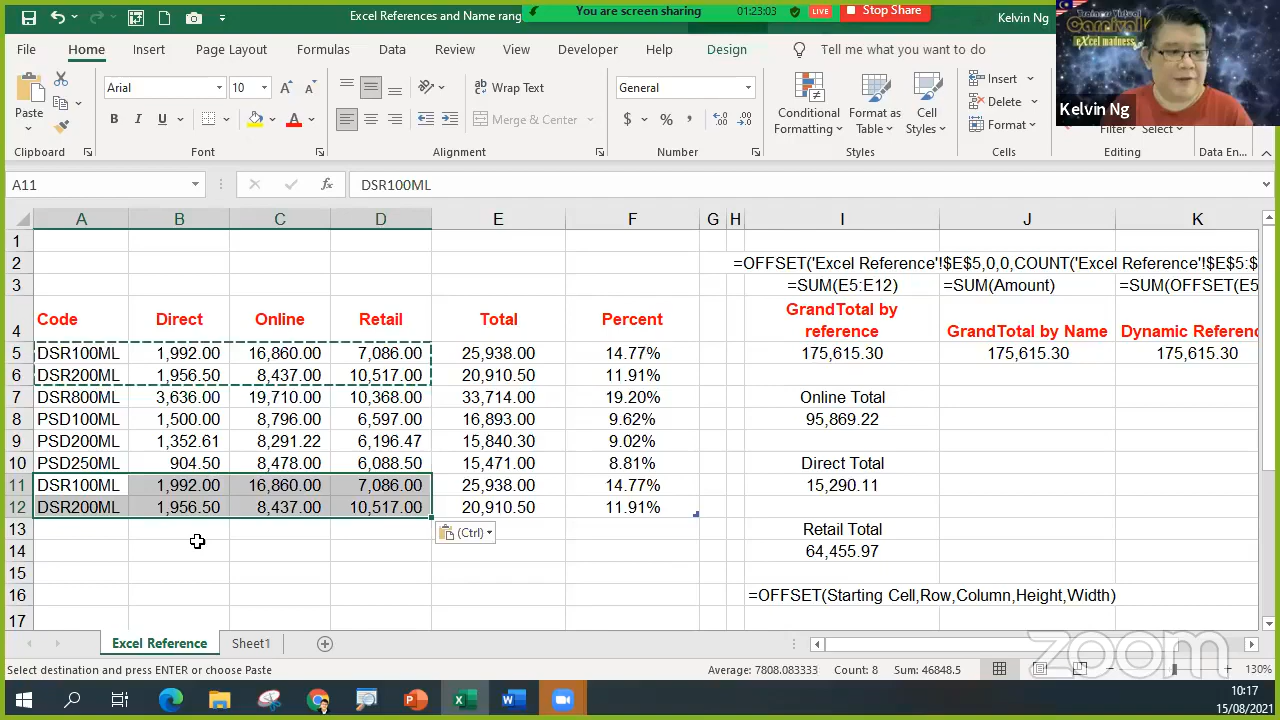 Excel References and Name rang
You are screen sharing
01:23:03
LIVE
Stop Share
Kelvin Ng
Trainers Virtual
Carnival
eXcel madness
Kelvin Ng
File Home Insert Page Layout Formulas Data Review View Developer Help Design Tell me what you want to do
Paste
Clipboard
Arial 10
B I U
Font
Wrap Text
Merge & Center
Alignment
General
$ % ,
Number
Conditional Formatting
Format as Table
Cell Styles
Styles
Insert
Delete
Format
Cells
Filter Select
Editing
Data En...
A11 fx DSR100ML
A B C D E F G H I J K
1
2 =OFFSET('Excel Reference'!$E$5,0,0,COUNT('Excel Reference'!$E$5:$
3 =SUM(E5:E12) =SUM(Amount) =SUM(OFFSET(E5
4 Code Direct Online Retail Total Percent GrandTotal by reference GrandTotal by Name Dynamic Referenc
5 DSR100ML 1,992.00 16,860.00 7,086.00 25,938.00 14.77% 175,615.30 175,615.30 175,615.30
6 DSR200ML 1,956.50 8,437.00 10,517.00 20,910.50 11.91%
7 DSR800ML 3,636.00 19,710.00 10,368.00 33,714.00 19.20% Online Total
8 PSD100ML 1,500.00 8,796.00 6,597.00 16,893.00 9.62% 95,869.22
9 PSD200ML 1,352.61 8,291.22 6,196.47 15,840.30 9.02%
10 PSD250ML 904.50 8,478.00 6,088.50 15,471.00 8.81% Direct Total
11 DSR100ML 1,992.00 16,860.00 7,086.00 25,938.00 14.77% 15,290.11
12 DSR200ML 1,956.50 8,437.00 10,517.00 20,910.50 11.91%
13 (Ctrl) Retail Total
14 64,455.97
15
16 =OFFSET(Starting Cell,Row,Column,Height,Width)
17
Excel Reference Sheet1
zoom
Select destination and press ENTER or choose Paste Average: 7808.083333 Count: 8 Sum: 46848.5 130%
10:17
15/08/2021